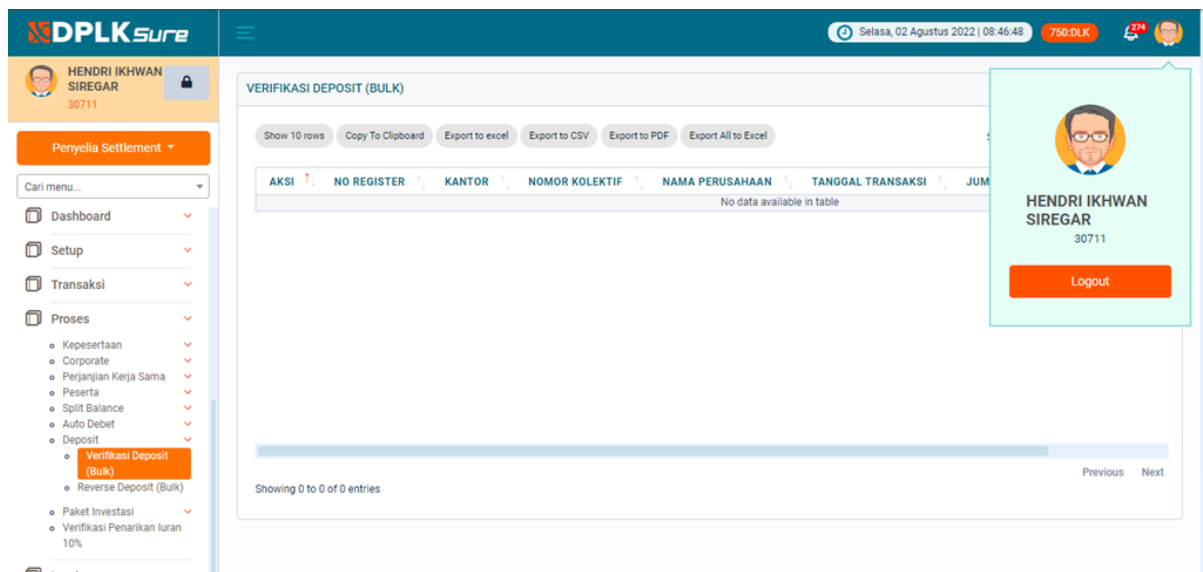 DPLKSure
Selasa, 02 Agustus 2022 | 08:46:48
750:DLK
274
HENDRI IKHWAN
SIREGAR
30711
Penyelia Settlement
Cari menu...
Dashboard
Setup
Transaksi
Proses
Kepesertaan
Corporate
Perjanjian Kerja Sama
Peserta
Split Balance
Auto Debet
Deposit
Verifikasi Deposit
(Bulk)
Reverse Deposit (Bulk)
Paket Investasi
Verifikasi Penarikan Iuran
10%
VERIFIKASI DEPOSIT (BULK)
Show 10 rows Copy To Clipboard Export to excel Export to CSV Export to PDF Export All to Excel
AKSI NO REGISTER KANTOR NOMOR KOLEKTIF NAMA PERUSAHAAN TANGGAL TRANSAKSI JUM
No data available in table
Previous Next
Showing 0 to 0 of 0 entries
HENDRI IKHWAN
SIREGAR
30711
Logout